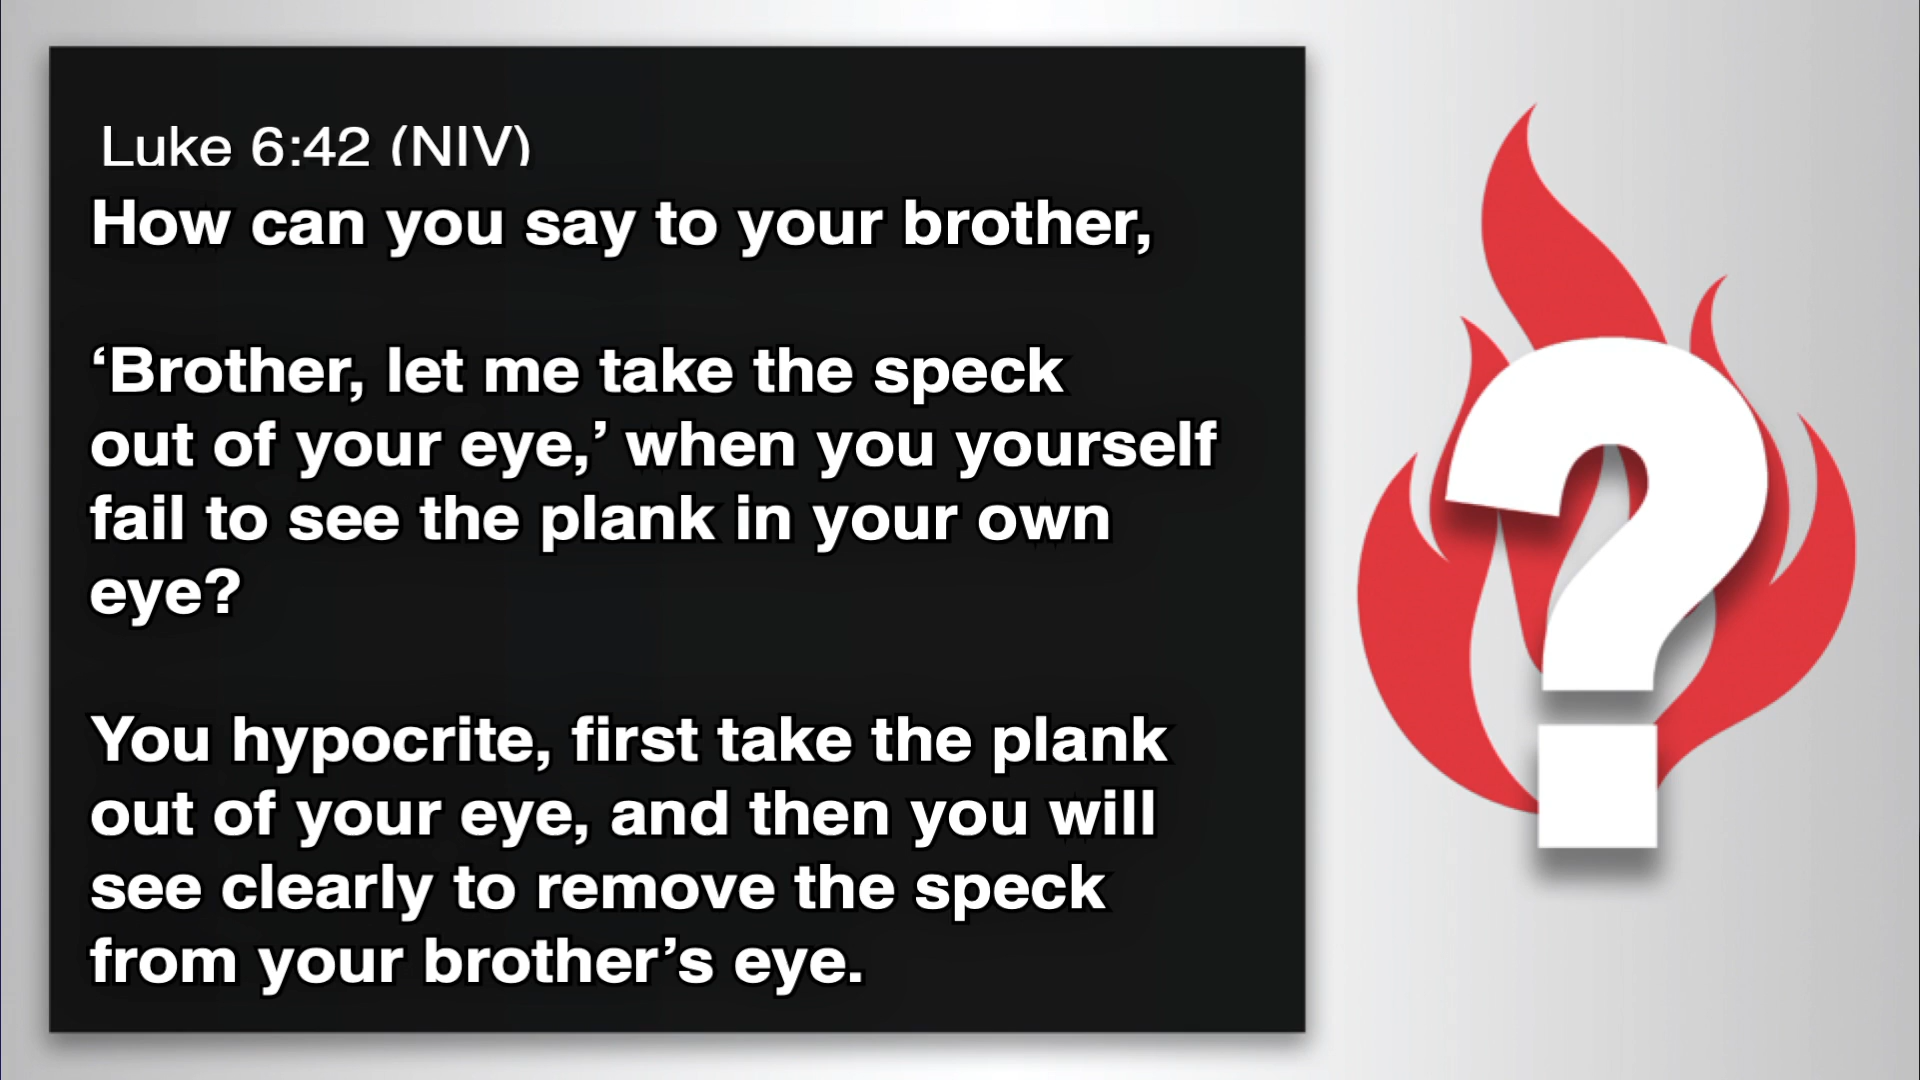 Luke 6:42 (NIV)
How can you say to your brother,
‘Brother, let me take the speck
out of your eye,’ when you yourself
fail to see the plank in your own
eye?
You hypocrite, first take the plank
out of your eye, and then you will
see clearly to remove the speck
from your brother’s eye.
?